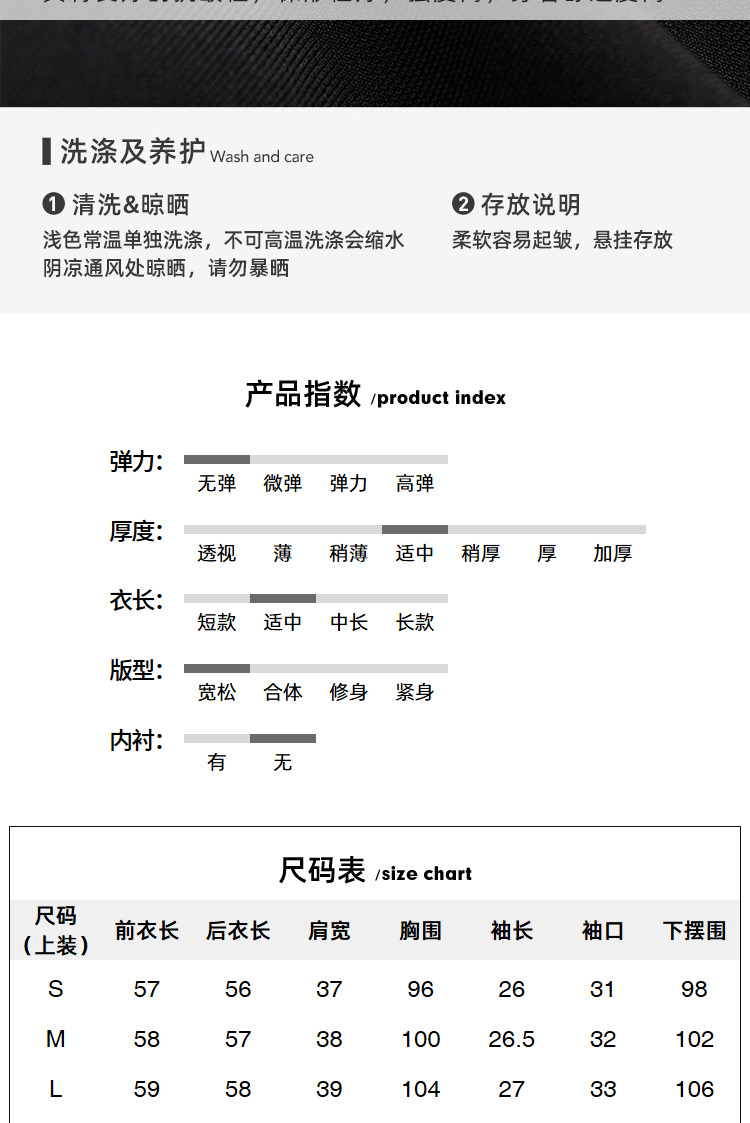 洗涤及养护 Wash and care
1 清洗&晾晒
浅色常温单独洗涤，不可高温洗涤会缩水
阴凉通风处晾晒，请勿暴晒
2 存放说明
柔软容易起皱，悬挂存放
产品指数 /product index
弹力：
无弹 微弹 弹力 高弹
厚度：
透视 薄 稍薄 适中 稍厚 厚 加厚
衣长：
短款 适中 中长 长款
版型：
宽松 合体 修身 紧身
内衬：
有 无
尺码表 /size chart
尺码（上装） 前衣长 后衣长 肩宽 胸围 袖长 袖口 下摆围
S 57 56 37 96 26 31 98
M 58 57 38 100 26.5 32 102
L 59 58 39 104 27 33 106